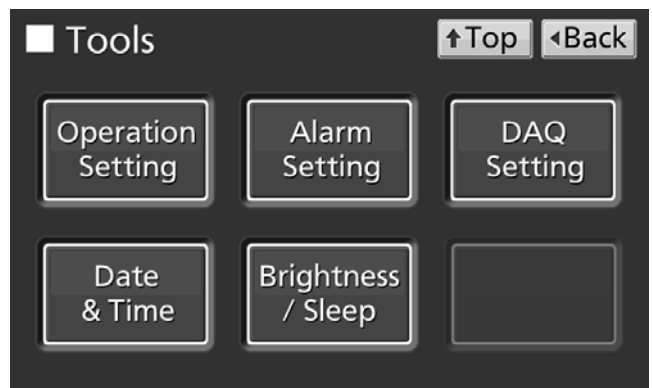 Tools
↑Top
◂Back
Operation
Setting
Alarm
Setting
DAQ
Setting
Date
& Time
Brightness
/ Sleep